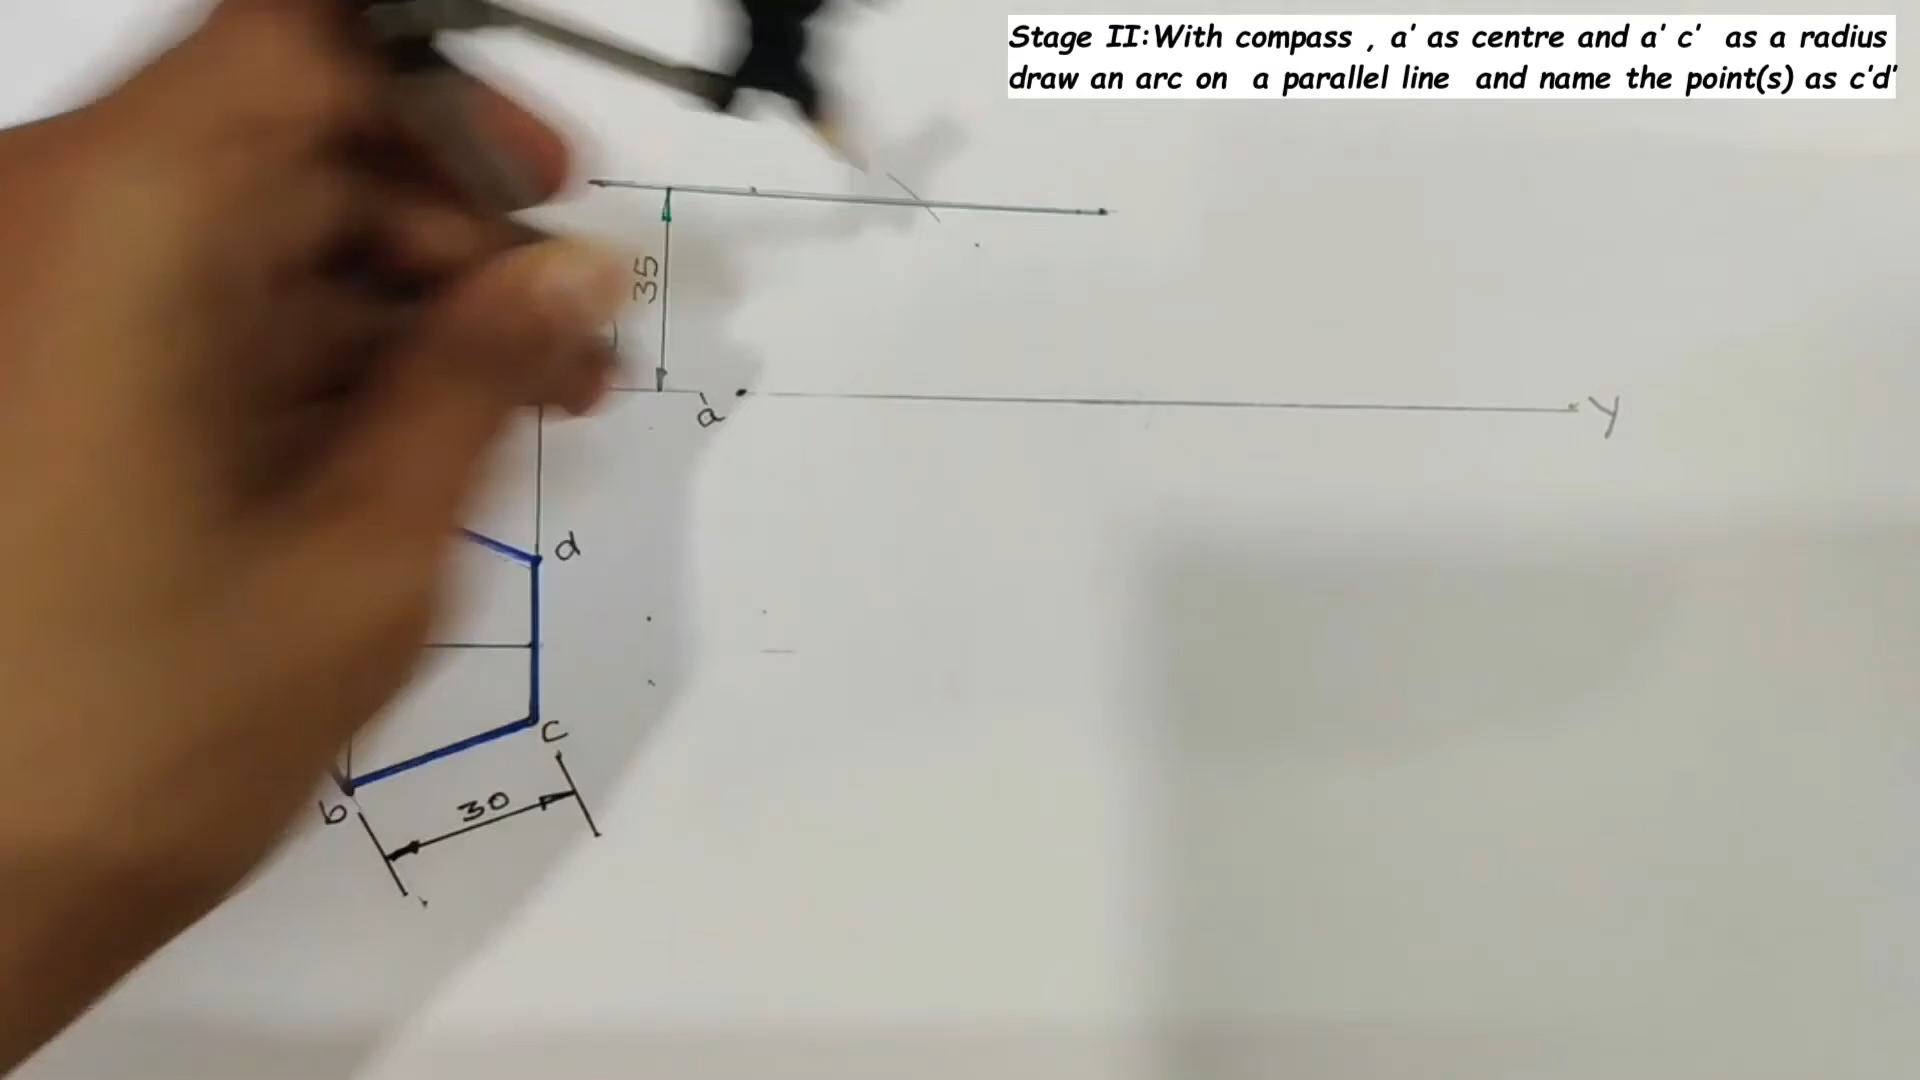 Stage II:With compass , a' as centre and a' c' as a radius
draw an arc on a parallel line and name the point(s) as c'd'
35
a'
Y
d
c
b
30